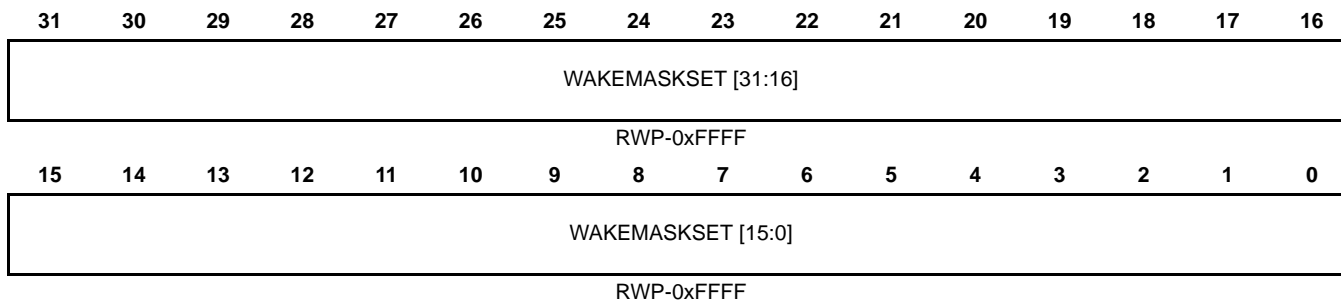 31 30 29 28 27 26 25 24 23 22 21 20 19 18 17 16
WAKEMASKSET [31:16]
RWP-0xFFFF
15 14 13 12 11 10 9 8 7 6 5 4 3 2 1 0
WAKEMASKSET [15:0]
RWP-0xFFFF